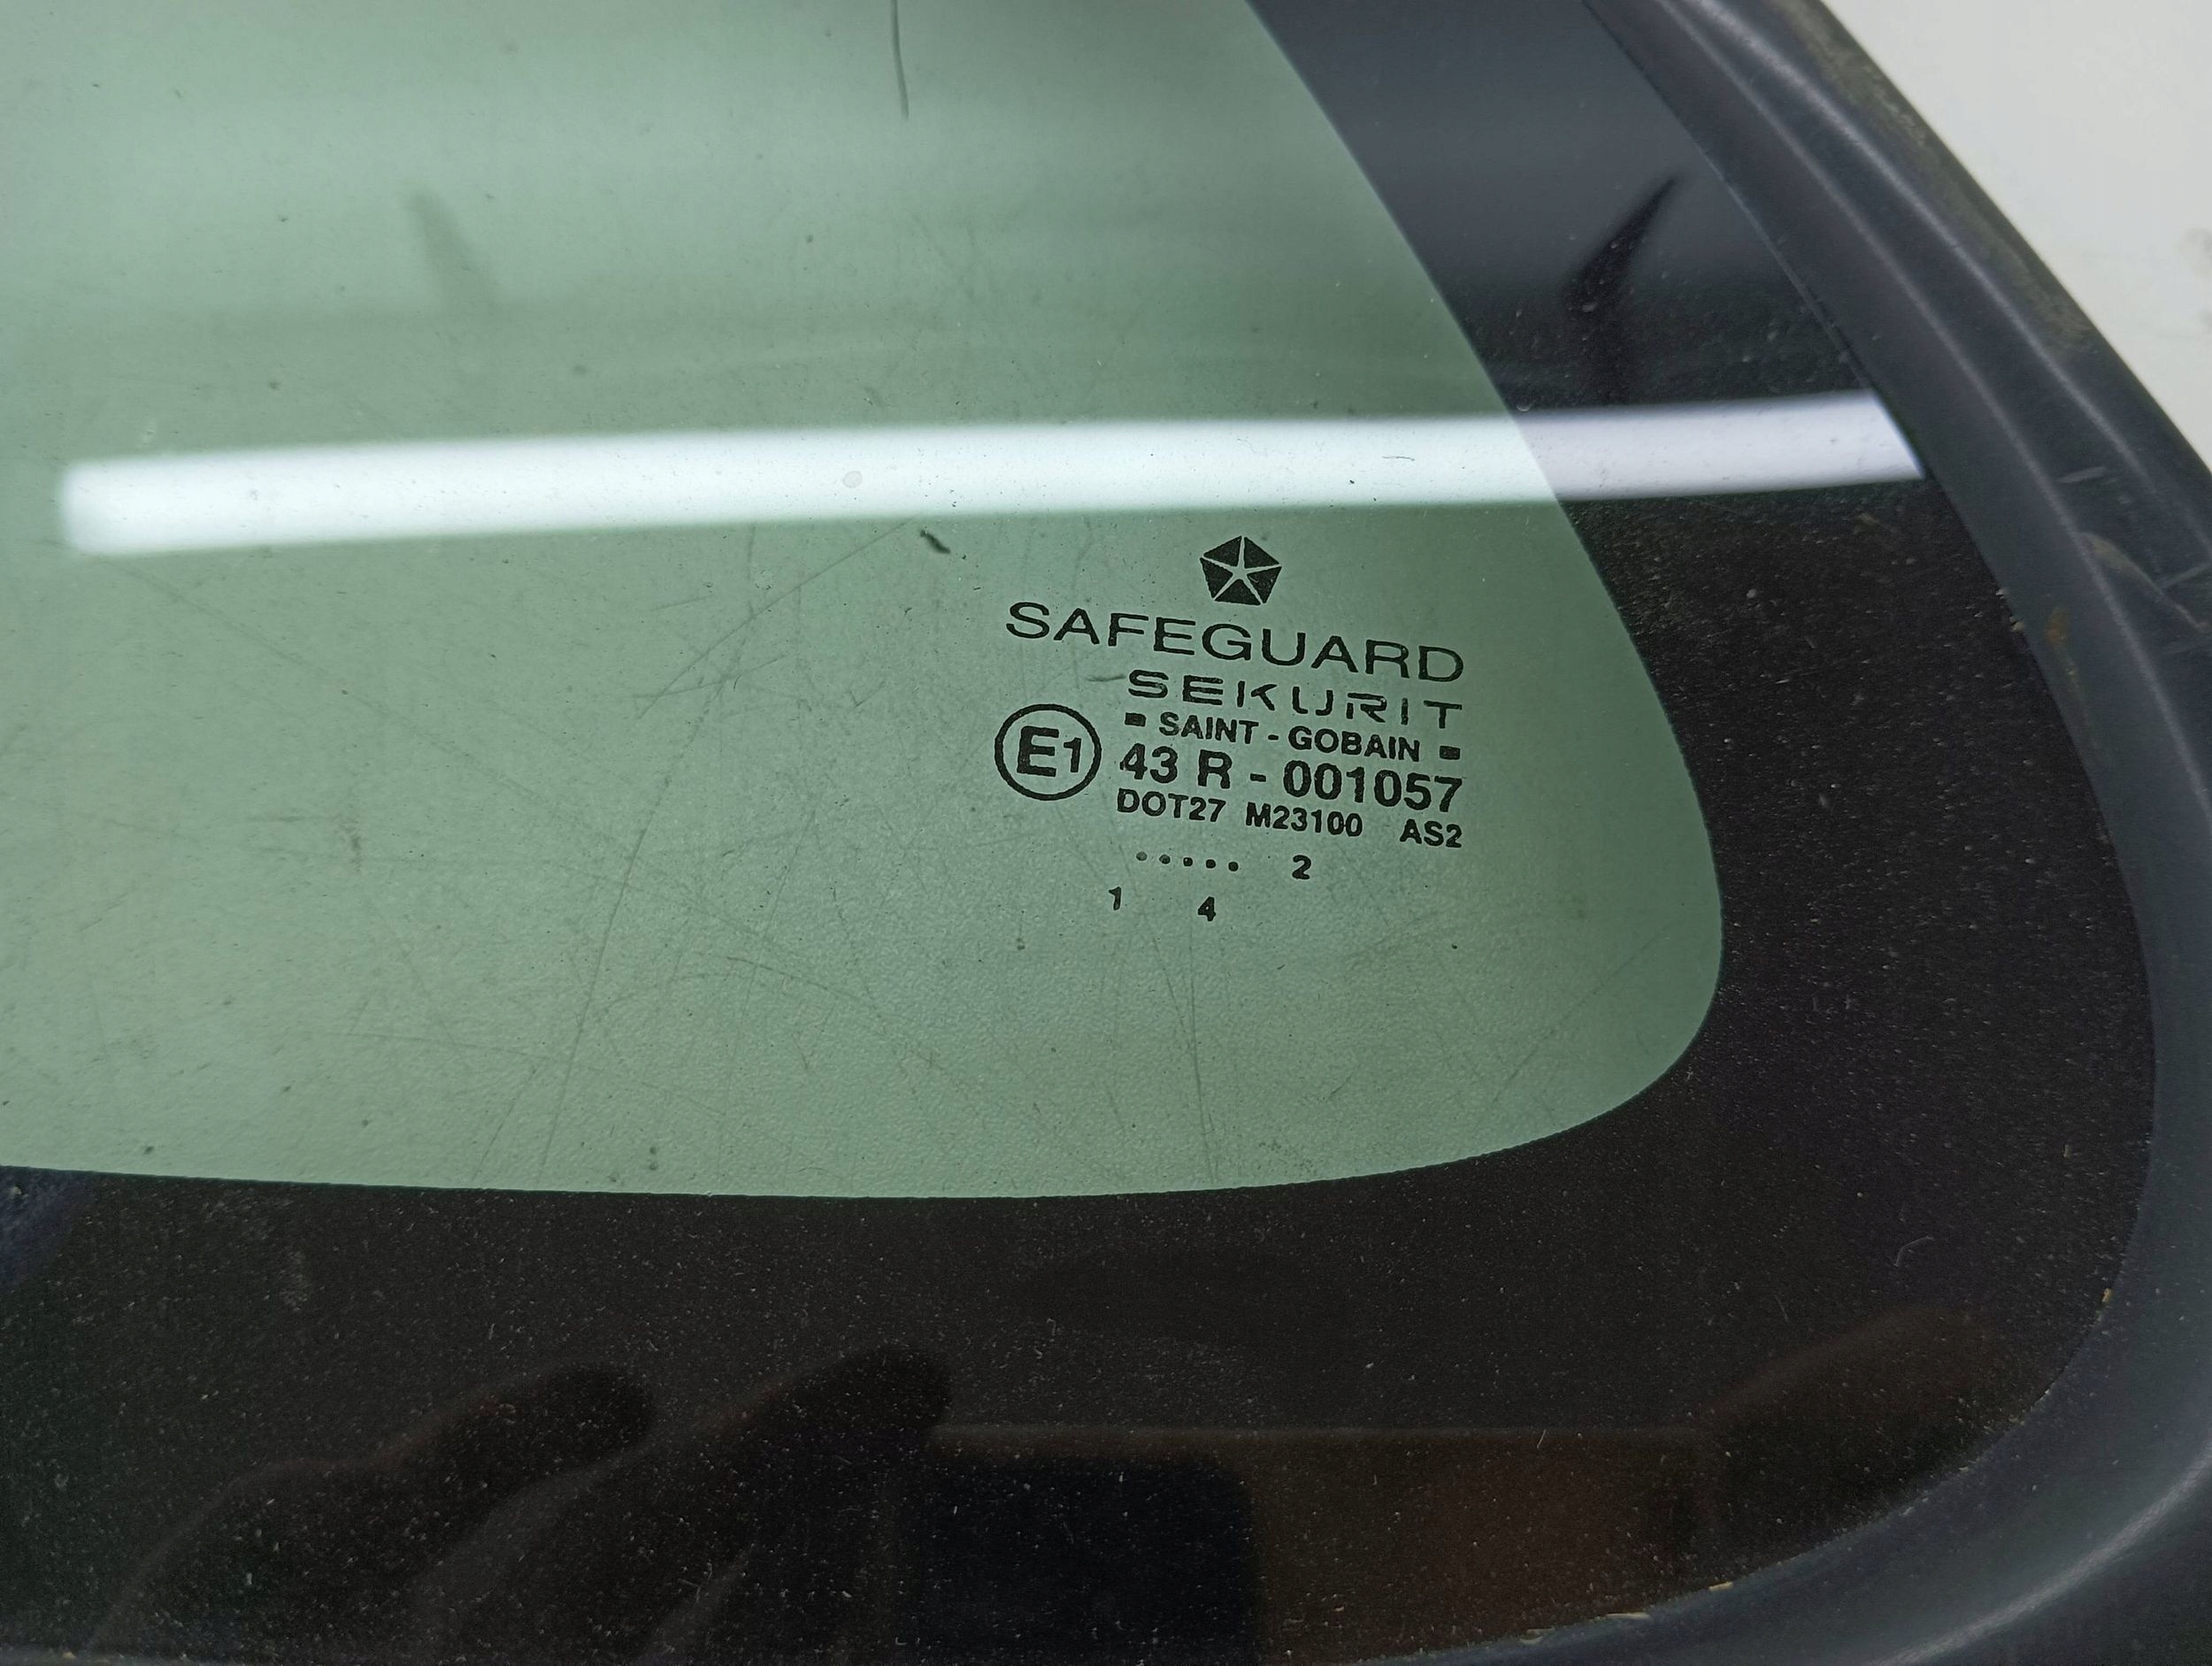 SAFEGUARD
SEKURIT
SAINT - GOBAIN
E1 43 R - 001057
DOT27 M23100 AS2
..... 2
1 4